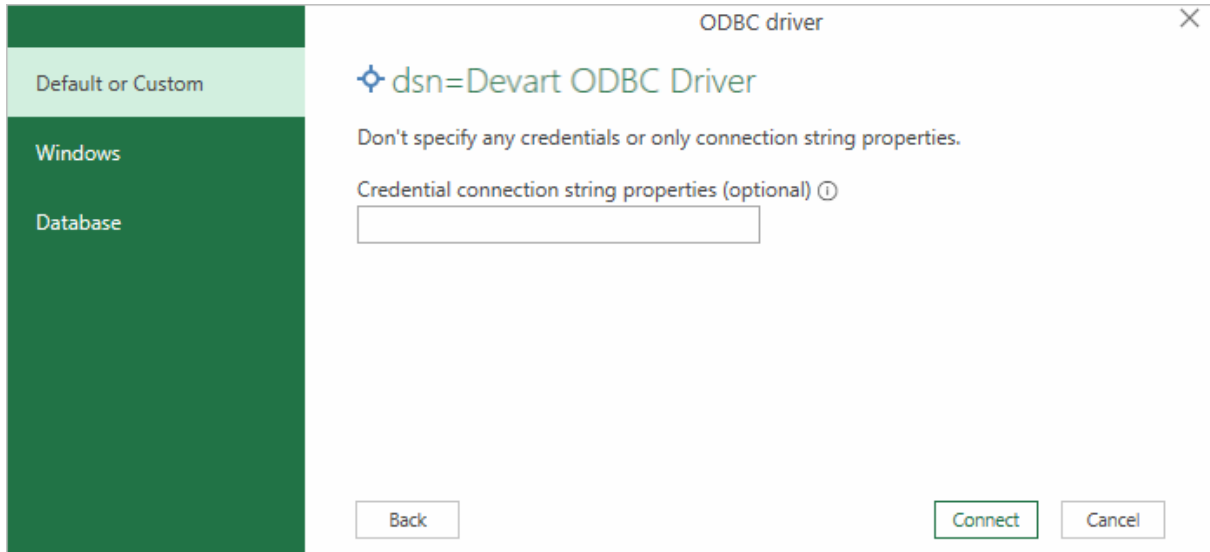 ODBC driver
Default or Custom
Windows
Database
dsn=Devart ODBC Driver
Don't specify any credentials or only connection string properties.
Credential connection string properties (optional)
Back
Connect
Cancel